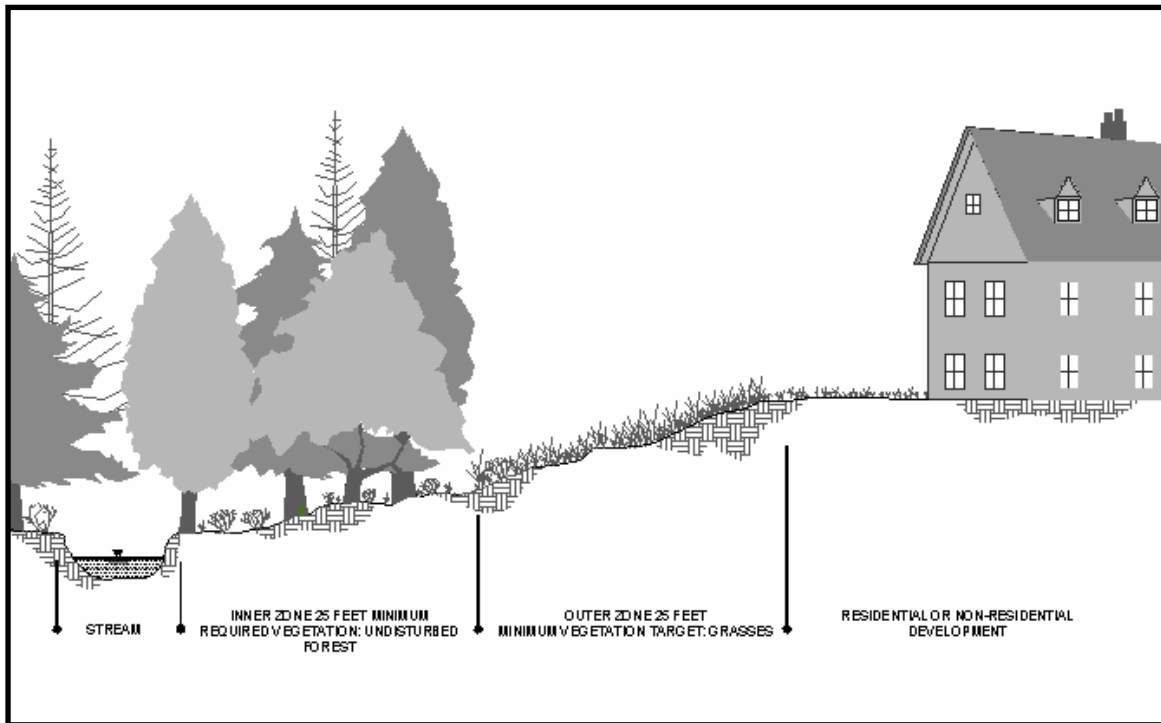 STREAM
INNER ZONE 25 FEET MINIMUM
REQUIRED VEGETATION: UNDISTURBED
FOREST
OUTER ZONE 25 FEET
MINIMUM VEGETATION TARGET: GRASSES
RESIDENTIAL OR NON-RESIDENTIAL
DEVELOPMENT